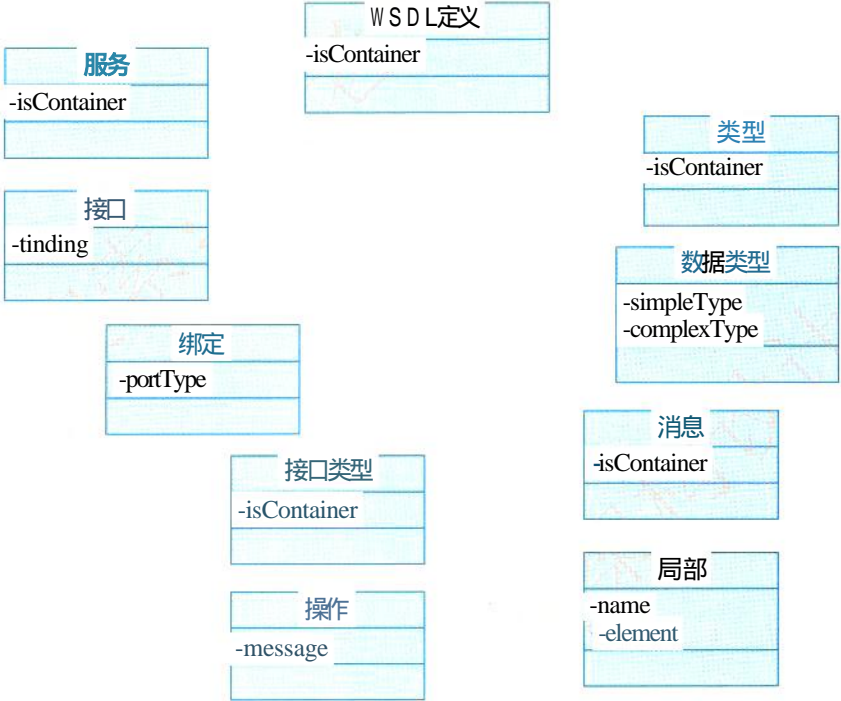 WSDL定义
-isContainer
服务
-isContainer
接口
-tinding
绑定
-portType
接口类型
-isContainer
操作
-message
类型
-isContainer
数据类型
-simpleType
-complexType
消息
-isContainer
局部
-name
-element